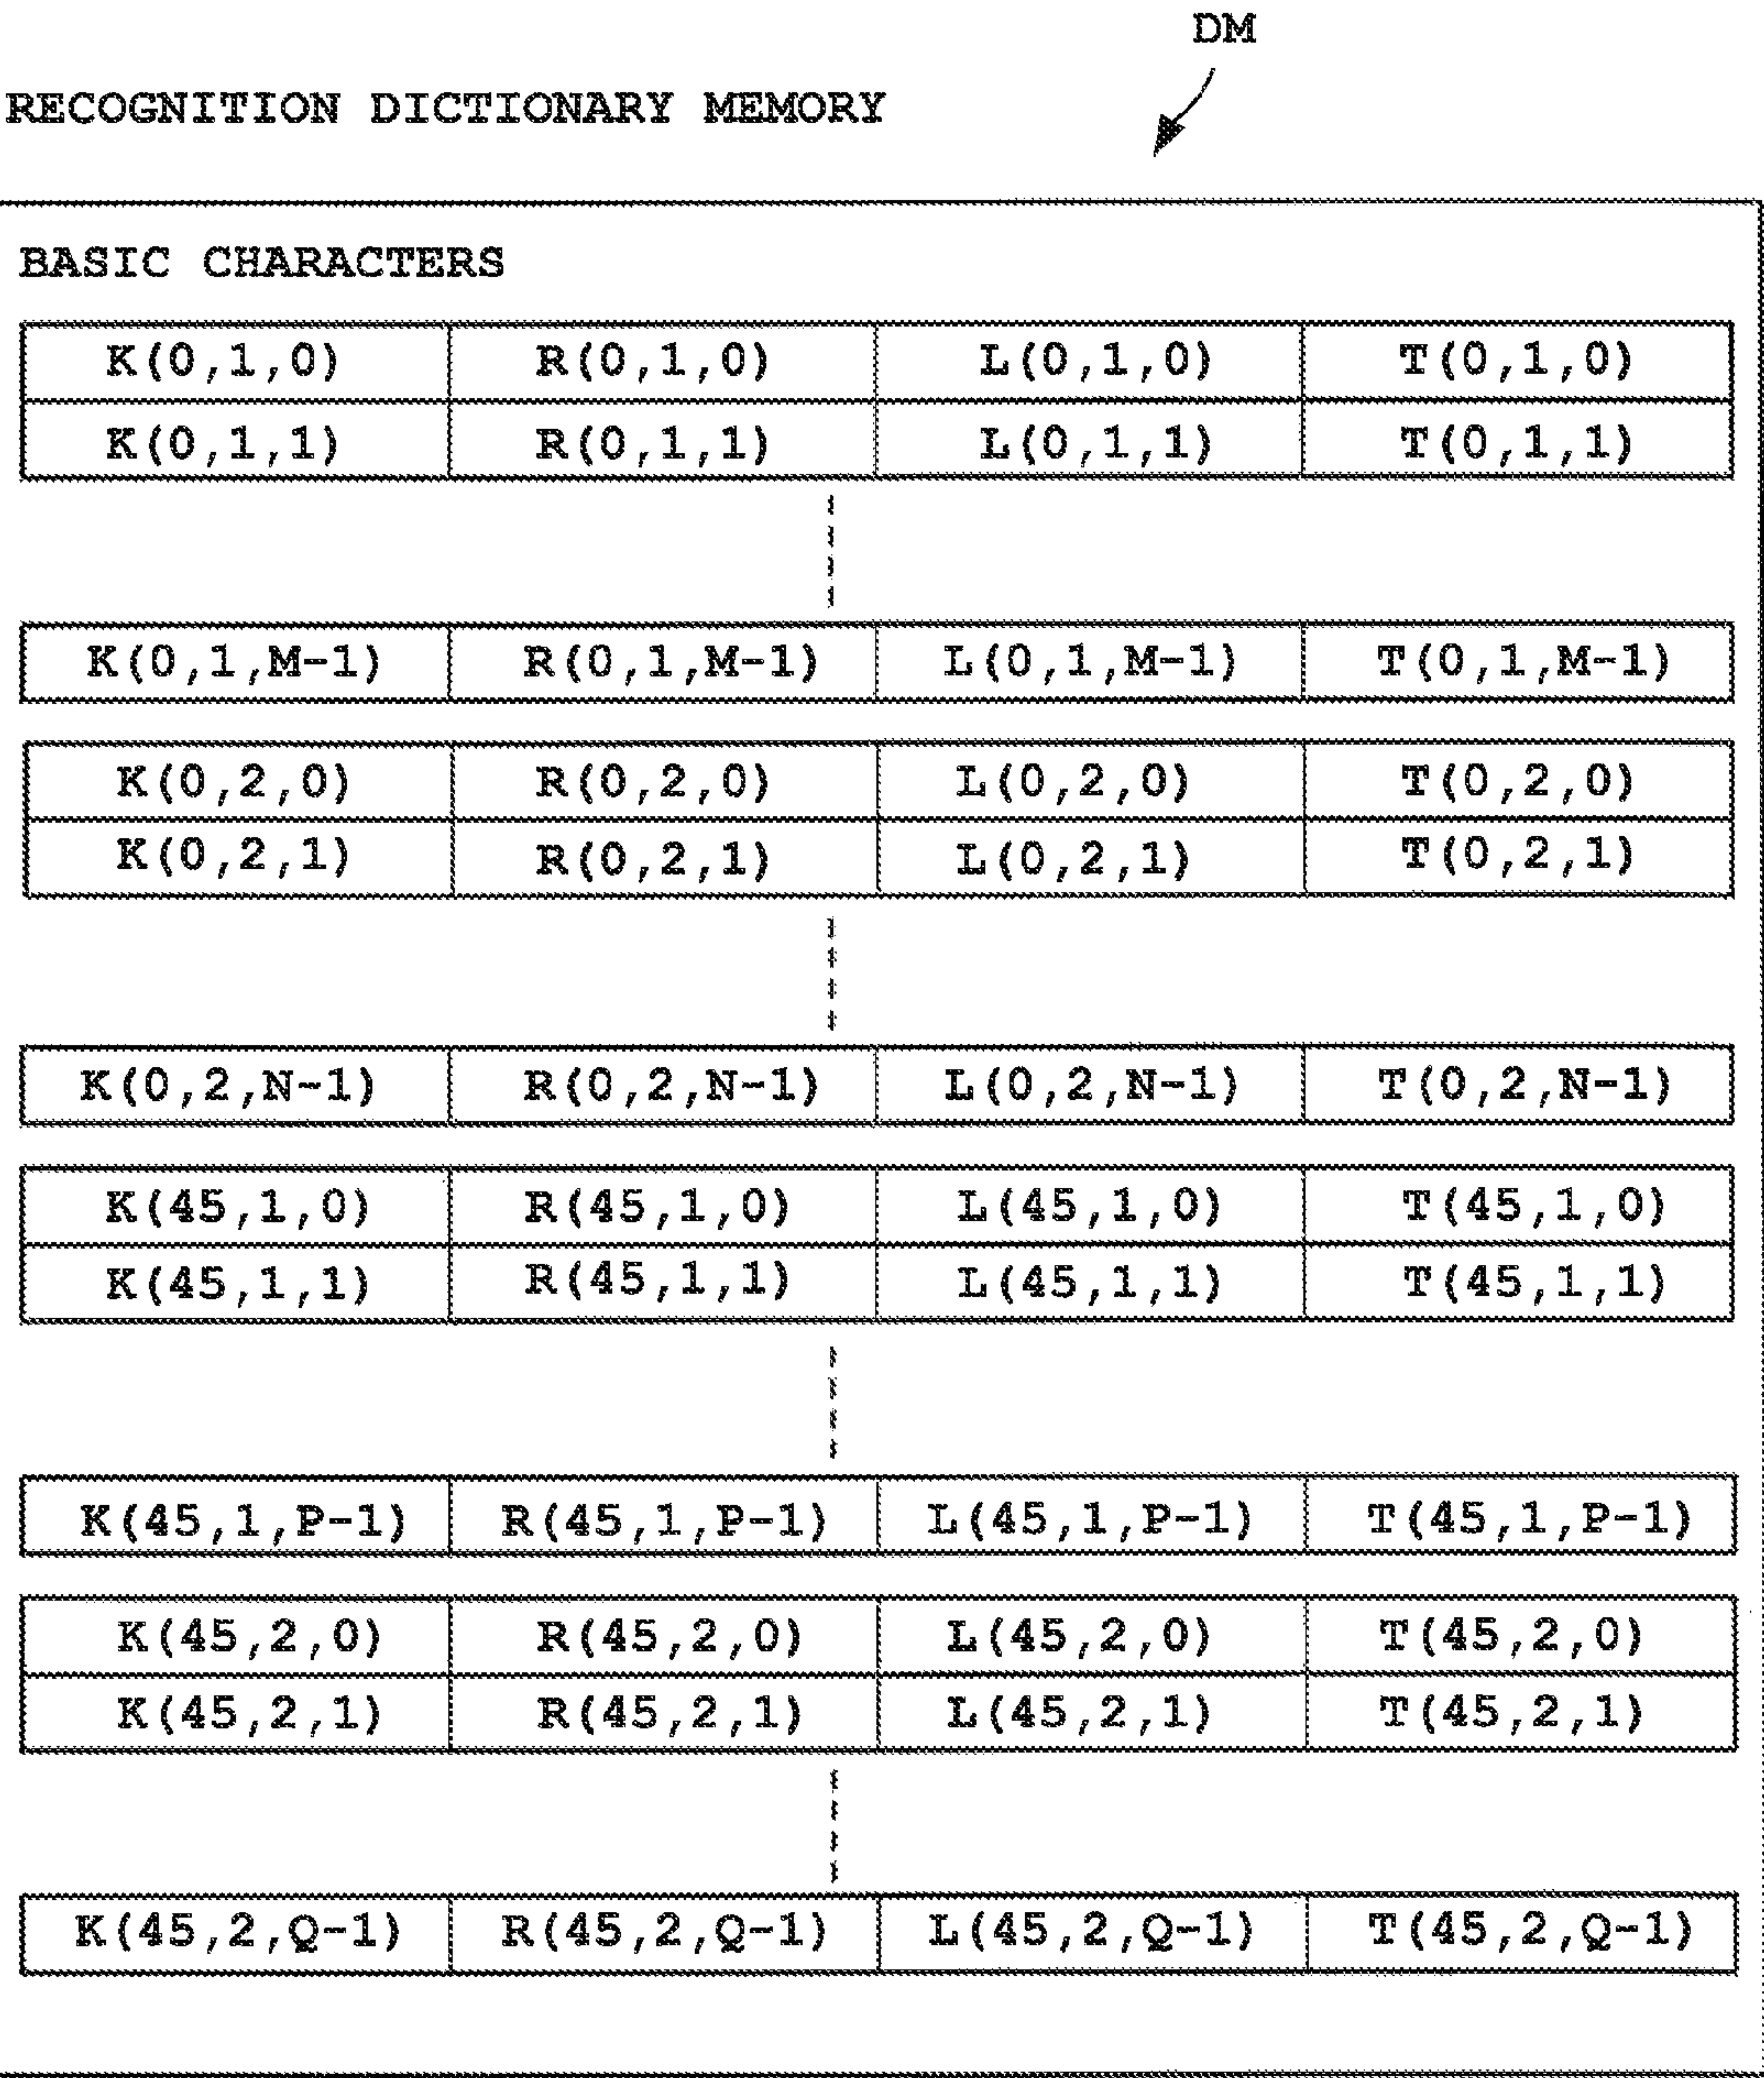 DM
RECOGNITION DICTIONARY MEMORY
BASIC CHARACTERS
K(0,1,0) R(0,1,0) L(0,1,0) T(0,1,0)
K(0,1,1) R(0,1,1) L(0,1,1) T(0,1,1)
K(0,1,M-1) R(0,1,M-1) L(0,1,M-1) T(0,1,M-1)
K(0,2,0) R(0,2,0) L(0,2,0) T(0,2,0)
K(0,2,1) R(0,2,1) L(0,2,1) T(0,2,1)
K(0,2,N-1) R(0,2,N-1) L(0,2,N-1) T(0,2,N-1)
K(45,1,0) R(45,1,0) L(45,1,0) T(45,1,0)
K(45,1,1) R(45,1,1) L(45,1,1) T(45,1,1)
K(45,1,P-1) R(45,1,P-1) L(45,1,P-1) T(45,1,P-1)
K(45,2,0) R(45,2,0) L(45,2,0) T(45,2,0)
K(45,2,1) R(45,2,1) L(45,2,1) T(45,2,1)
K(45,2,Q-1) R(45,2,Q-1) L(45,2,Q-1) T(45,2,Q-1)